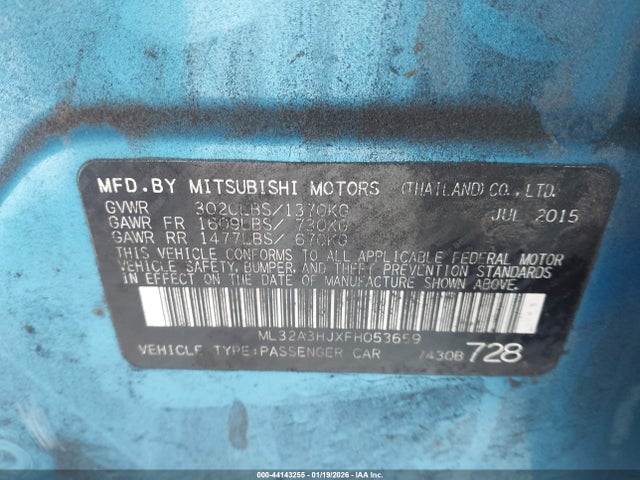 MFD.BY MITSUBISHI MOTORS (THAILAND) CO., LTD.
GVWR 3020LBS/1370KG JUL 2015
GAWR FR 1609LBS/ 730KG
GAWR RR 1477LBS/ 670KG
THIS VEHICLE CONFORMS TO ALL APPLICABLE FEDERAL MOTOR
VEHICLE SAFETY, BUMPER, AND THEFT PREVENTION STANDARDS
IN EFFECT ON THE DATE OF MANUFACTURE SHOWN ABOVE.
ML32A3HJXFH053659
VEHICLE TYPE:PASSENGER CAR 7430B 728
000-44143255 - 01/19/2026 - IAA Inc.